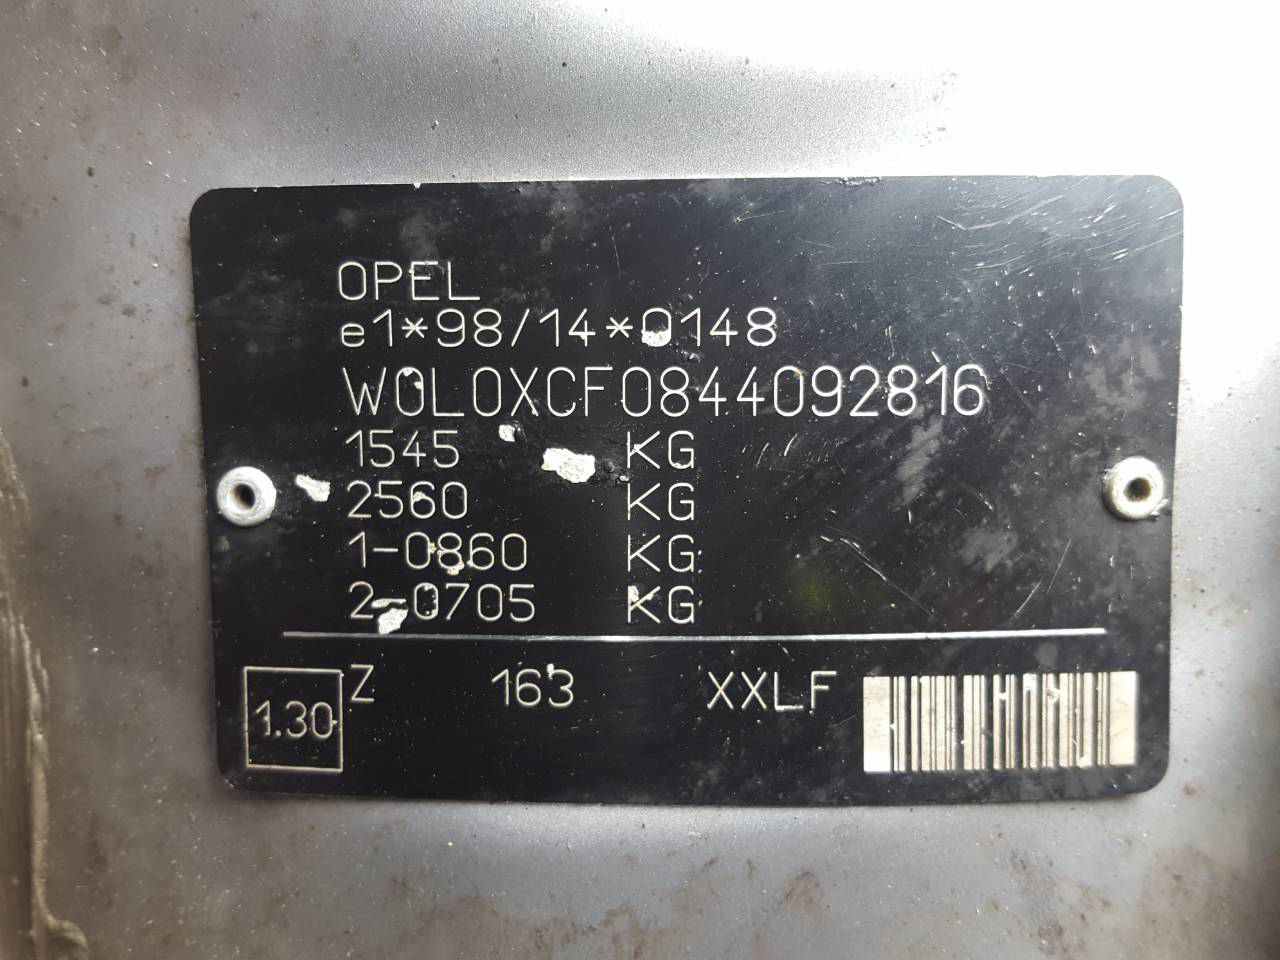 OPEL
e1*98/14*0148
W0L0XCF0844092816
1545 KG
2560 KG
1-0860 KG
2-0705 KG
1.30 Z 163 XXLF